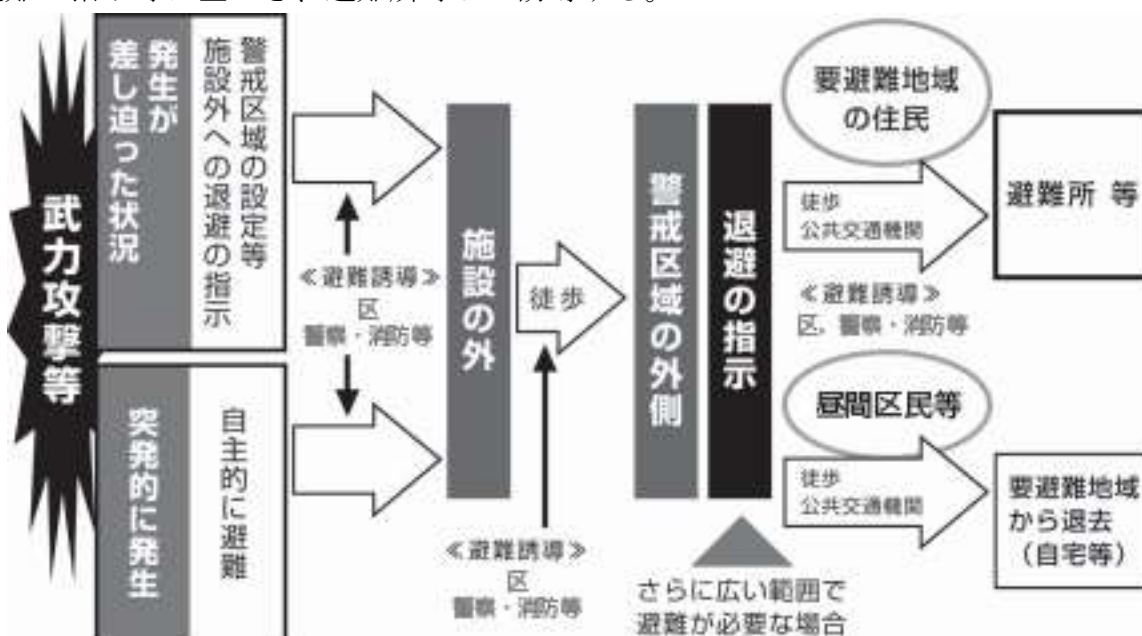 武力攻撃等
発生が
差し迫った状況
警戒区域の設定等
施設外への退避の指示
突発的に発生
自主的に避難
≪避難誘導≫
区
警察・消防等
施設の外
徒歩
≪避難誘導≫
区
警察・消防等
警戒区域の外側
退避の指示
さらに広い範囲で
避難が必要な場合
要避難地域
の住民
徒歩
公共交通機関
≪避難誘導≫
区，警察・消防等
避難所 等
昼間区民等
徒歩
公共交通機関
要避難地域
から退去
（自宅等）